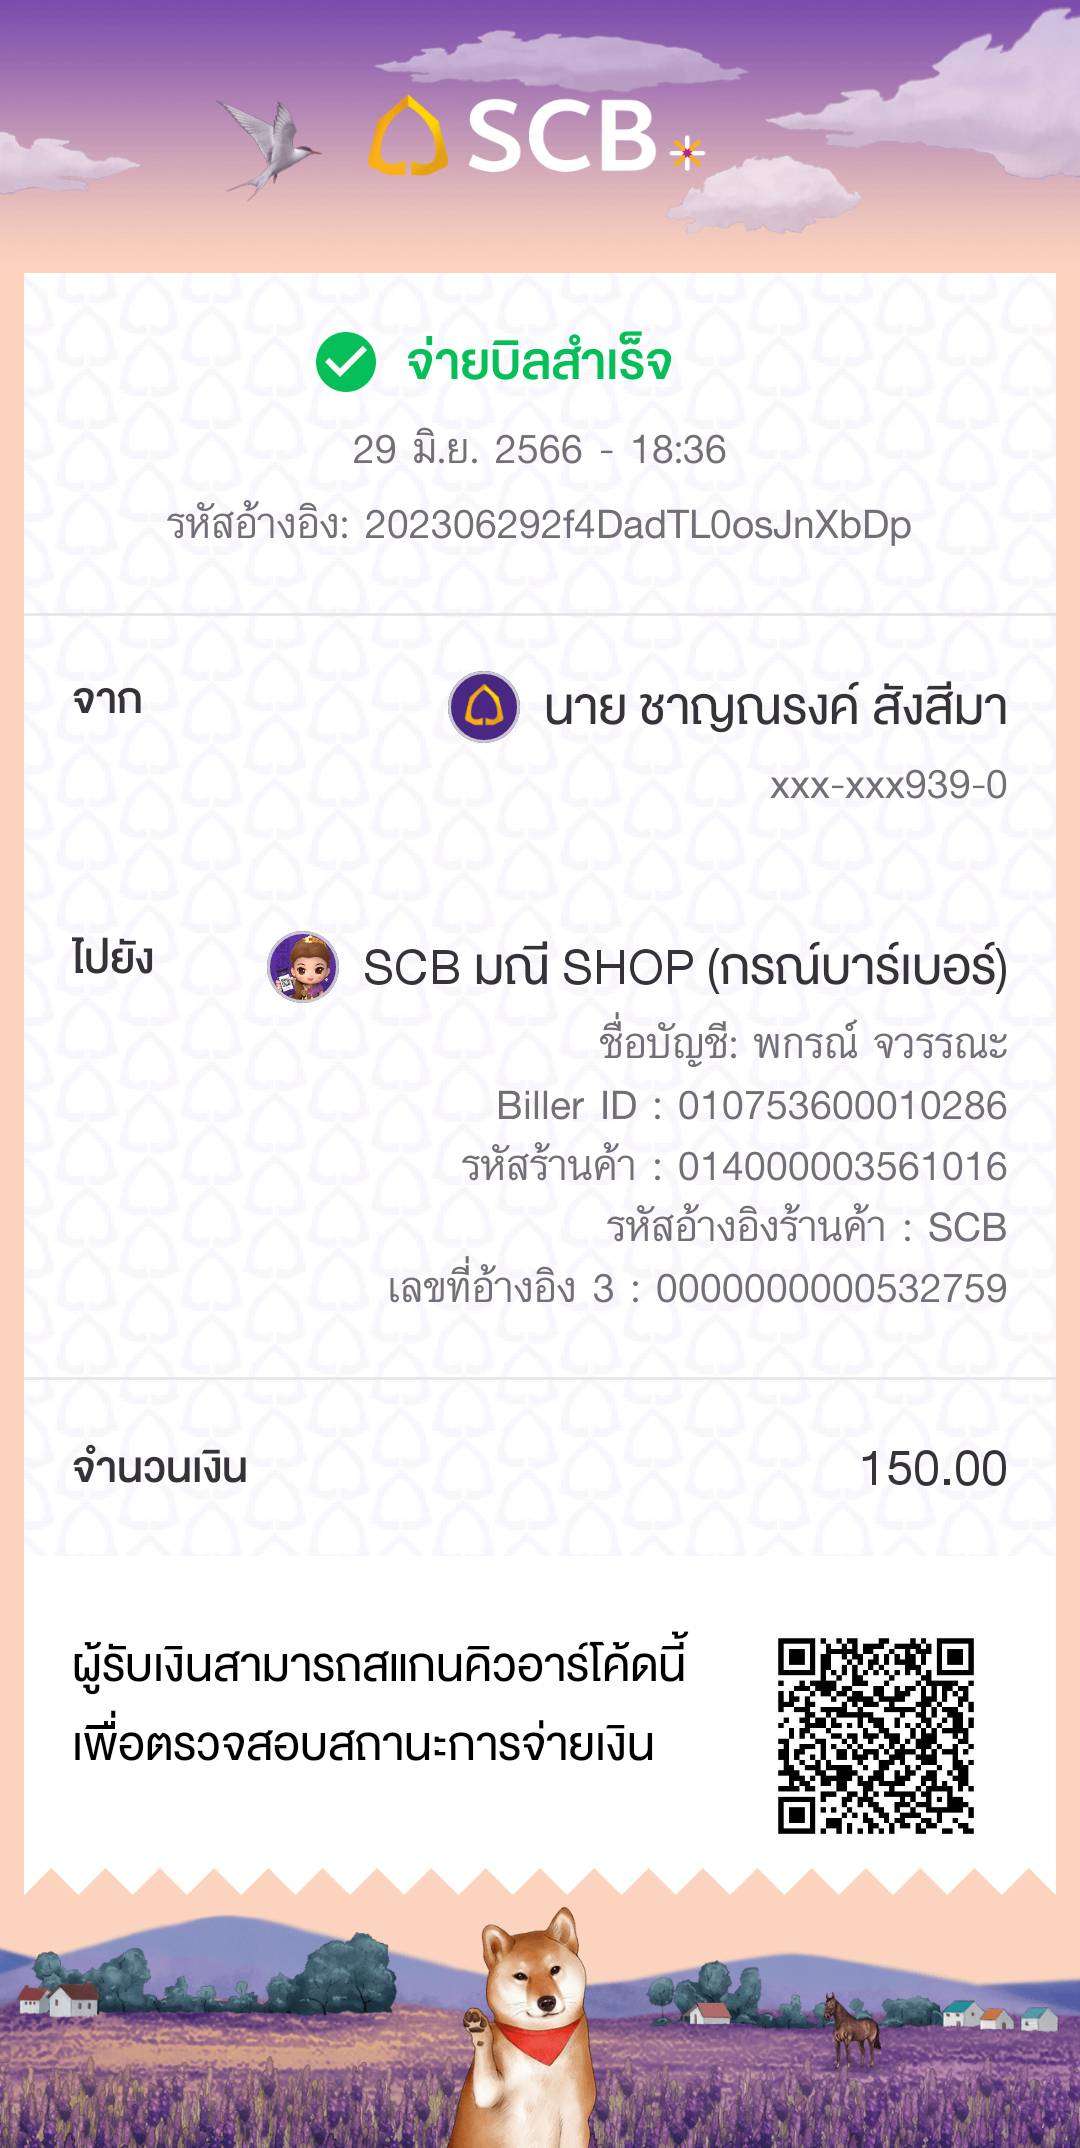 SCB
จ่ายบิลสำเร็จ
29 มิ.ย. 2566 - 18:36
รหัสอ้างอิง: 202306292f4DadTL0osJnXbDp
จาก
นาย ชาญณรงค์ สังสีมา
xxx-xxx939-0
ไปยัง
SCB มณี SHOP (กรณ์บาร์เบอร์)
ชื่อบัญชี: พกรณ์ จวรรณะ
Biller ID : 010753600010286
รหัสร้านค้า : 014000003561016
รหัสอ้างอิงร้านค้า : SCB
เลขที่อ้างอิง 3 : 0000000000532759
จำนวนเงิน
150.00
ผู้รับเงินสามารถสแกนคิวอาร์โค้ดนี้
เพื่อตรวจสอบสถานะการจ่ายเงิน